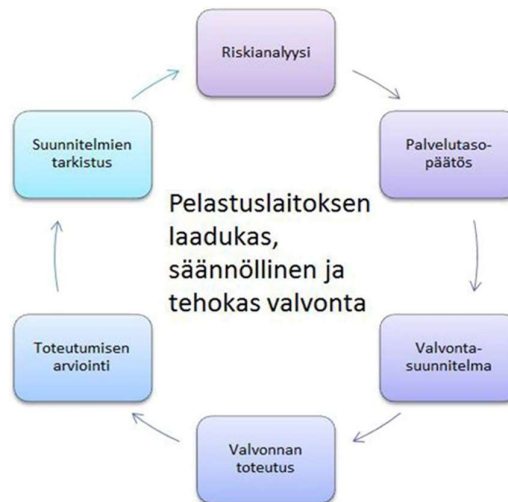 Riskianalyysi
Palvelutaso-
päätös
Valvonta-
suunnitelma
Valvonnan
toteutus
Toteutumisen
arviointi
Suunnitelmien
tarkistus
Pelastuslaitoksen
laadukas,
säännöllinen ja
tehokas valvonta